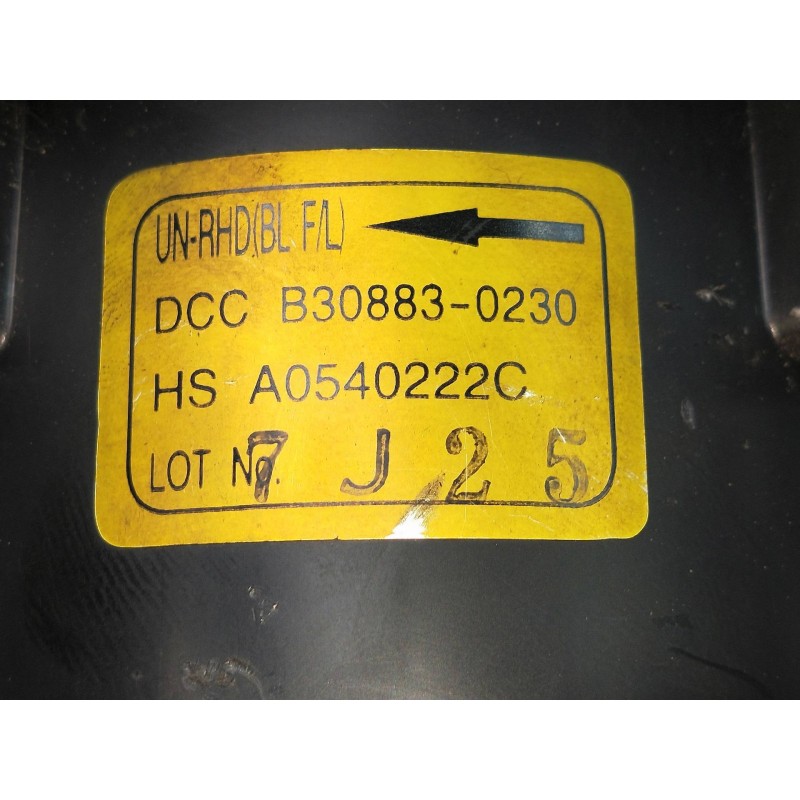 UN-RHD(BL F/L)
DCC B30883-0230
HS A0540222C
LOT No. 7 J 2 5